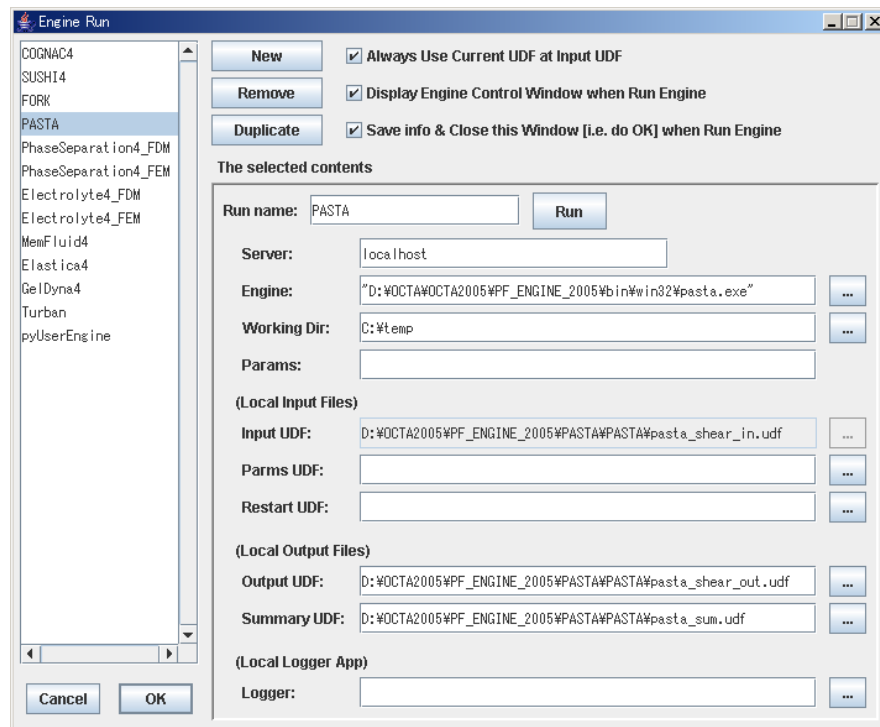 Engine Run
COGNAC4
SUSHI4
FORK
PASTA
PhaseSeparation4_FDM
PhaseSeparation4_FEM
Electrolyte4_FDM
Electrolyte4_FEM
MemFluid4
Elastica4
GelDyna4
Turban
pyUserEngine
Cancel
OK
New
Always Use Current UDF at Input UDF
Remove
Display Engine Control Window when Run Engine
Duplicate
Save info & Close this Window [i.e. do OK] when Run Engine
The selected contents
Run name: PASTA Run
Server: localhost
Engine: "D:¥OCTA¥OCTA2005¥PF_ENGINE_2005¥bin¥win32¥pasta.exe" ...
Working Dir: C:¥temp ...
Params:
(Local Input Files)
Input UDF: D:¥OCTA2005¥PF_ENGINE_2005¥PASTA¥PASTA¥pasta_shear_in.udf ...
Parms UDF: ...
Restart UDF: ...
(Local Output Files)
Output UDF: D:¥OCTA2005¥PF_ENGINE_2005¥PASTA¥PASTA¥pasta_shear_out.udf ...
Summary UDF: D:¥OCTA2005¥PF_ENGINE_2005¥PASTA¥PASTA¥pasta_sum.udf ...
(Local Logger App)
Logger: ...